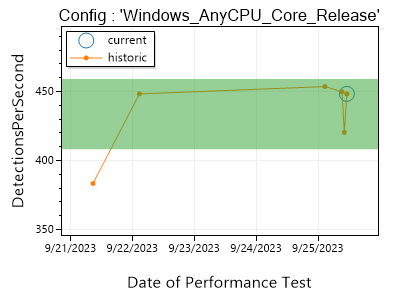 Config : 'Windows_AnyCPU_Core_Release'
current
historic
DetectionsPerSecond
450
400
350
9/21/2023 9/22/2023 9/23/2023 9/24/2023 9/25/2023
Date of Performance Test